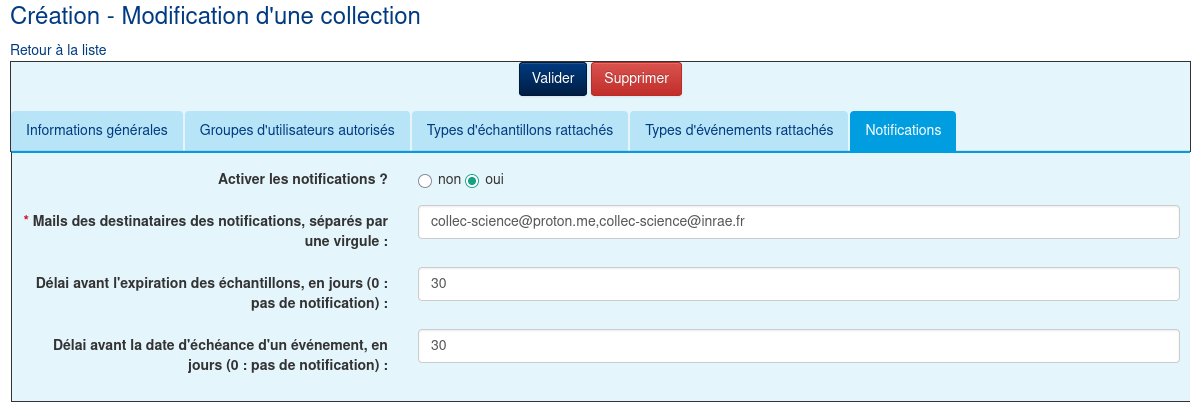 Création - Modification d'une collection
Retour à la liste
Valider Supprimer
Informations générales Groupes d'utilisateurs autorisés Types d'échantillons rattachés Types d'événements rattachés Notifications
Activer les notifications ? non oui
* Mails des destinataires des notifications, séparés par
une virgule :
collec-science@proton.me,collec-science@inrae.fr
Délai avant l'expiration des échantillons, en jours (0 :
pas de notification) :
30
Délai avant la date d'échéance d'un événement, en
jours (0 : pas de notification) :
30